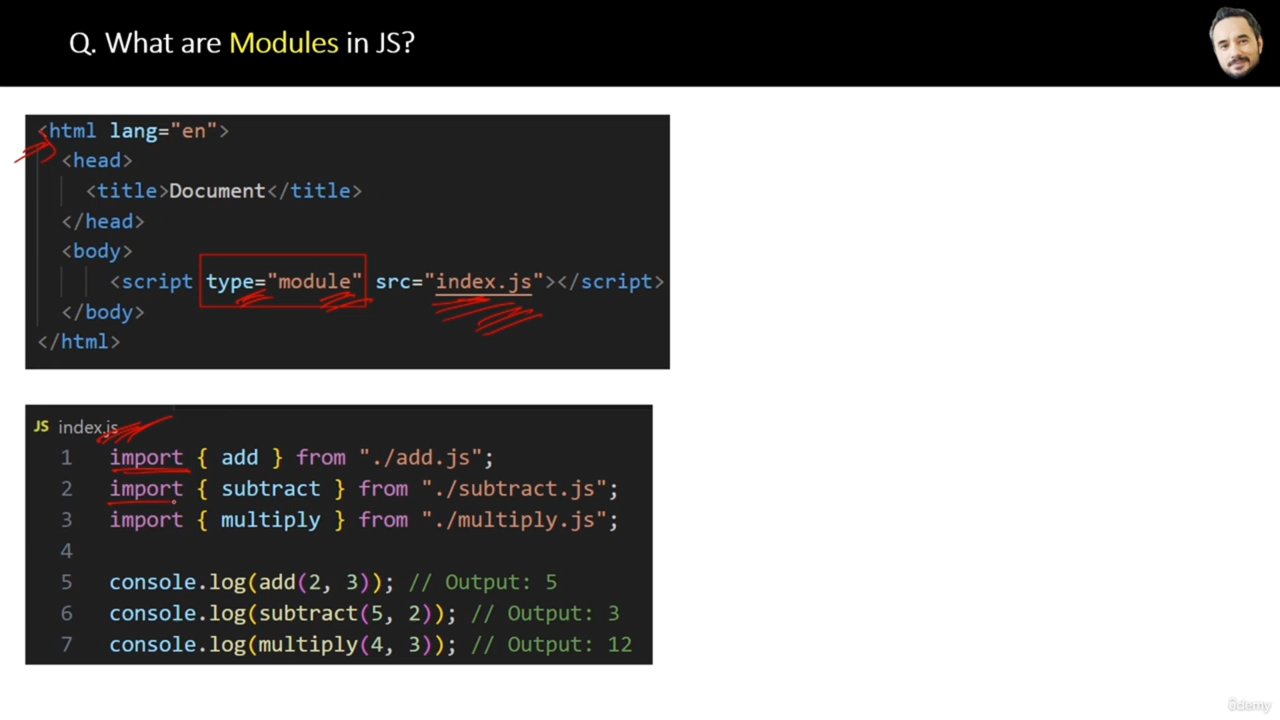 Q. What are Modules in JS?
<html lang="en">
<head>
<title>Document</title>
</head>
<body>
<script type="module" src="index.js"></script>
</body>
</html>
JS index.js
1 import { add } from "./add.js";
2 import { subtract } from "./subtract.js";
3 import { multiply } from "./multiply.js";
4
5 console.log(add(2, 3)); // Output: 5
6 console.log(subtract(5, 2)); // Output: 3
7 console.log(multiply(4, 3)); // Output: 12
ûdemy